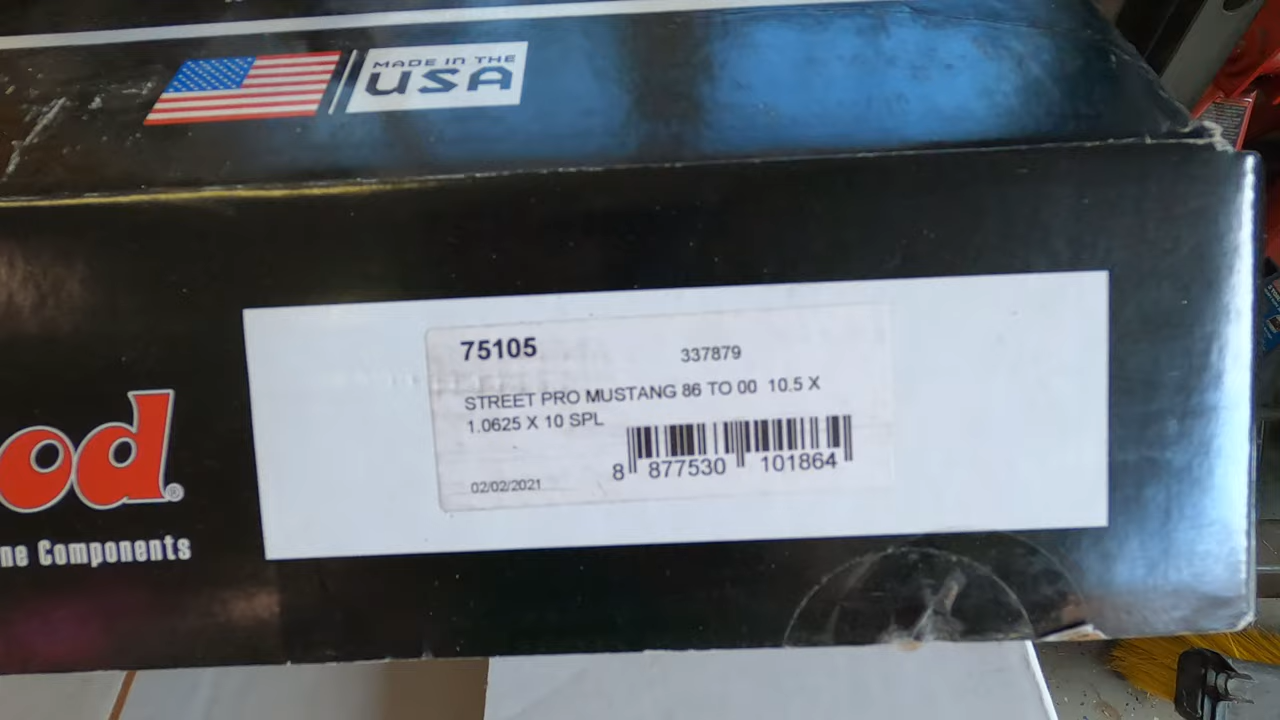 MADE IN THE
USA
75105
337879
STREET PRO MUSTANG 86 TO 00 10.5 X
1.0625 X 10 SPL
8 877530 101864
02/02/2021
od®
ne Components